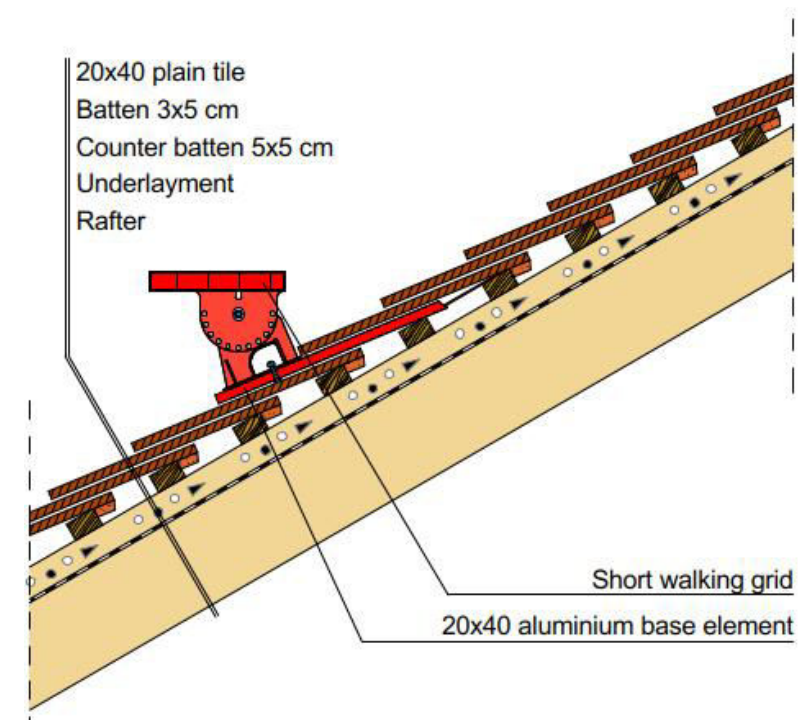 20x40 plain tile
Batten 3x5 cm
Counter batten 5x5 cm
Underlayment
Rafter
Short walking grid
20x40 aluminium base element